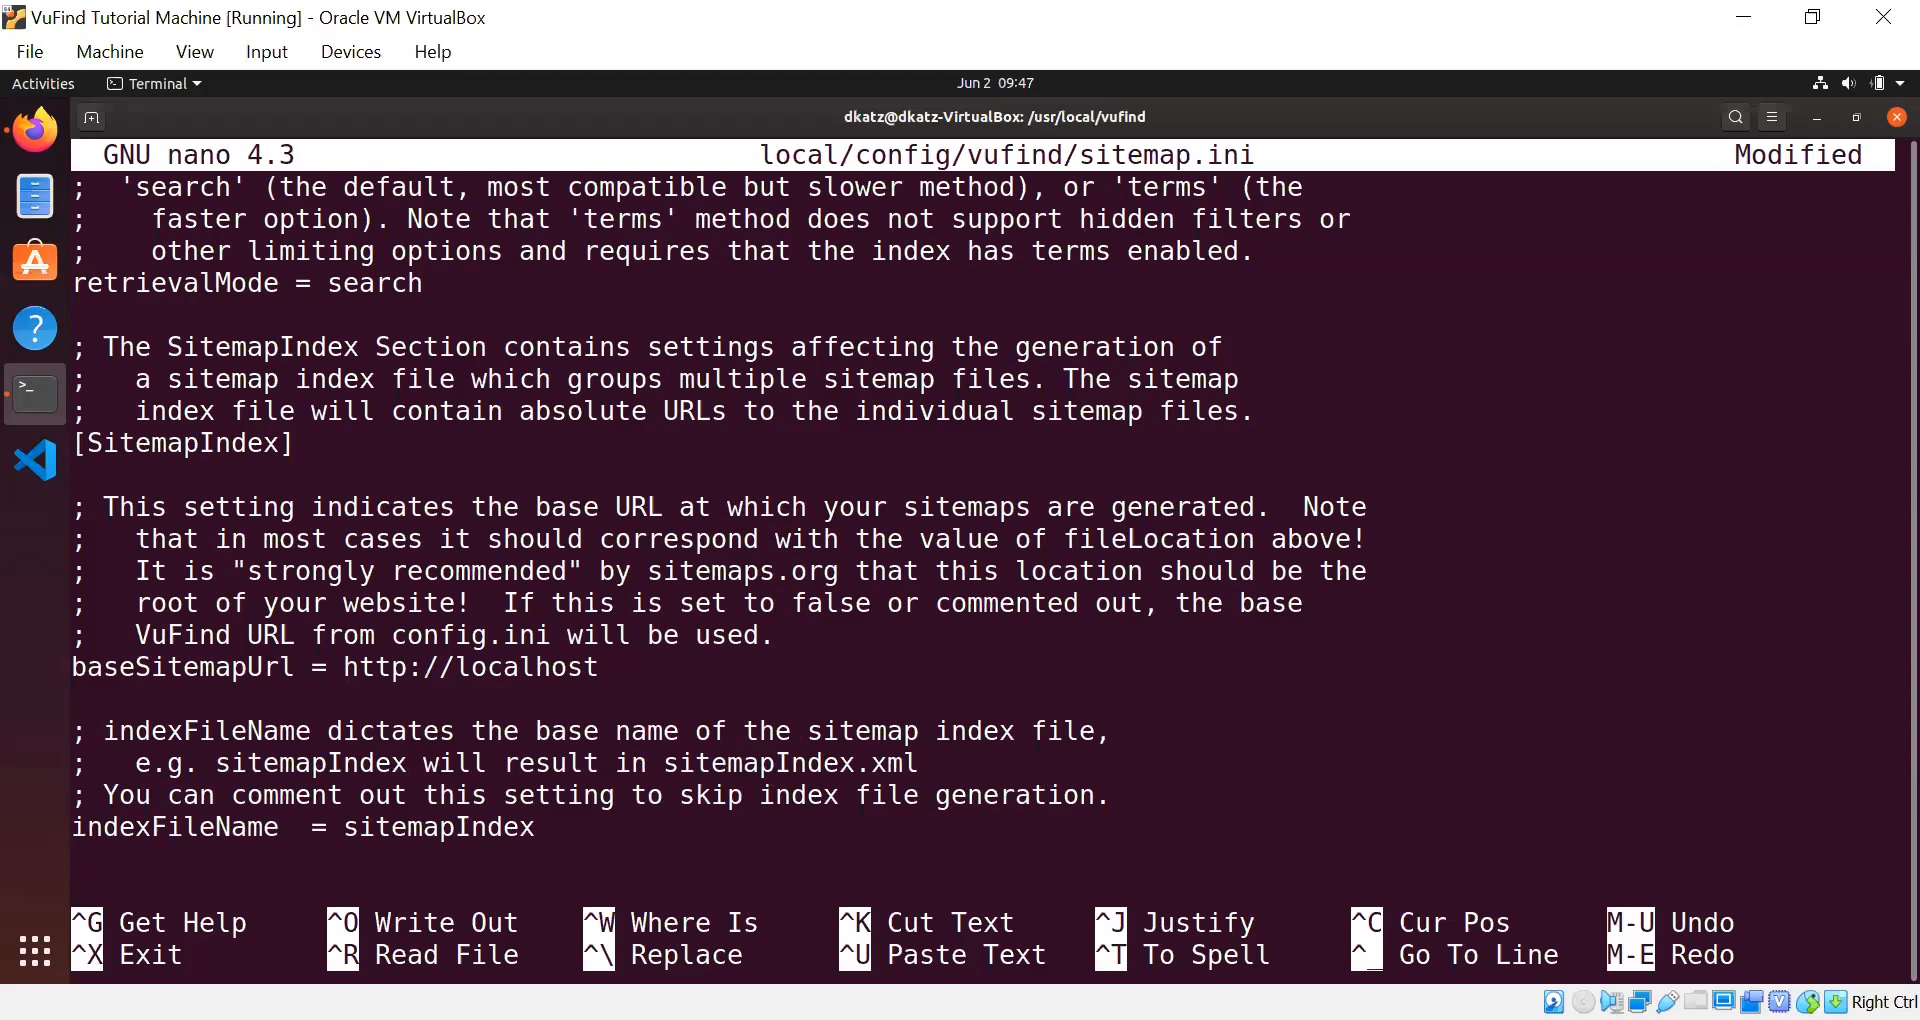 VuFind Tutorial Machine [Running] - Oracle VM VirtualBox
File Machine View Input Devices Help
Activities Terminal Jun 2 09:47
dkatz@dkatz-VirtualBox: /usr/local/vufind
GNU nano 4.3 local/config/vufind/sitemap.ini Modified
;  'search' (the default, most compatible but slower method), or 'terms' (the
;    faster option). Note that 'terms' method does not support hidden filters or
;    other limiting options and requires that the index has terms enabled.
retrievalMode = search
; The SitemapIndex Section contains settings affecting the generation of
;   a sitemap index file which groups multiple sitemap files. The sitemap
;   index file will contain absolute URLs to the individual sitemap files.
[SitemapIndex]
; This setting indicates the base URL at which your sitemaps are generated.  Note
;   that in most cases it should correspond with the value of fileLocation above!
;   It is "strongly recommended" by sitemaps.org that this location should be the
;   root of your website!  If this is set to false or commented out, the base
;   VuFind URL from config.ini will be used.
baseSitemapUrl = http://localhost
; indexFileName dictates the base name of the sitemap index file,
;   e.g. sitemapIndex will result in sitemapIndex.xml
; You can comment out this setting to skip index file generation.
indexFileName  = sitemapIndex
^G Get Help ^O Write Out ^W Where Is ^K Cut Text ^J Justify ^C Cur Pos M-U Undo
^X Exit ^R Read File ^\ Replace ^U Paste Text ^T To Spell ^_ Go To Line M-E Redo
Right Ctrl